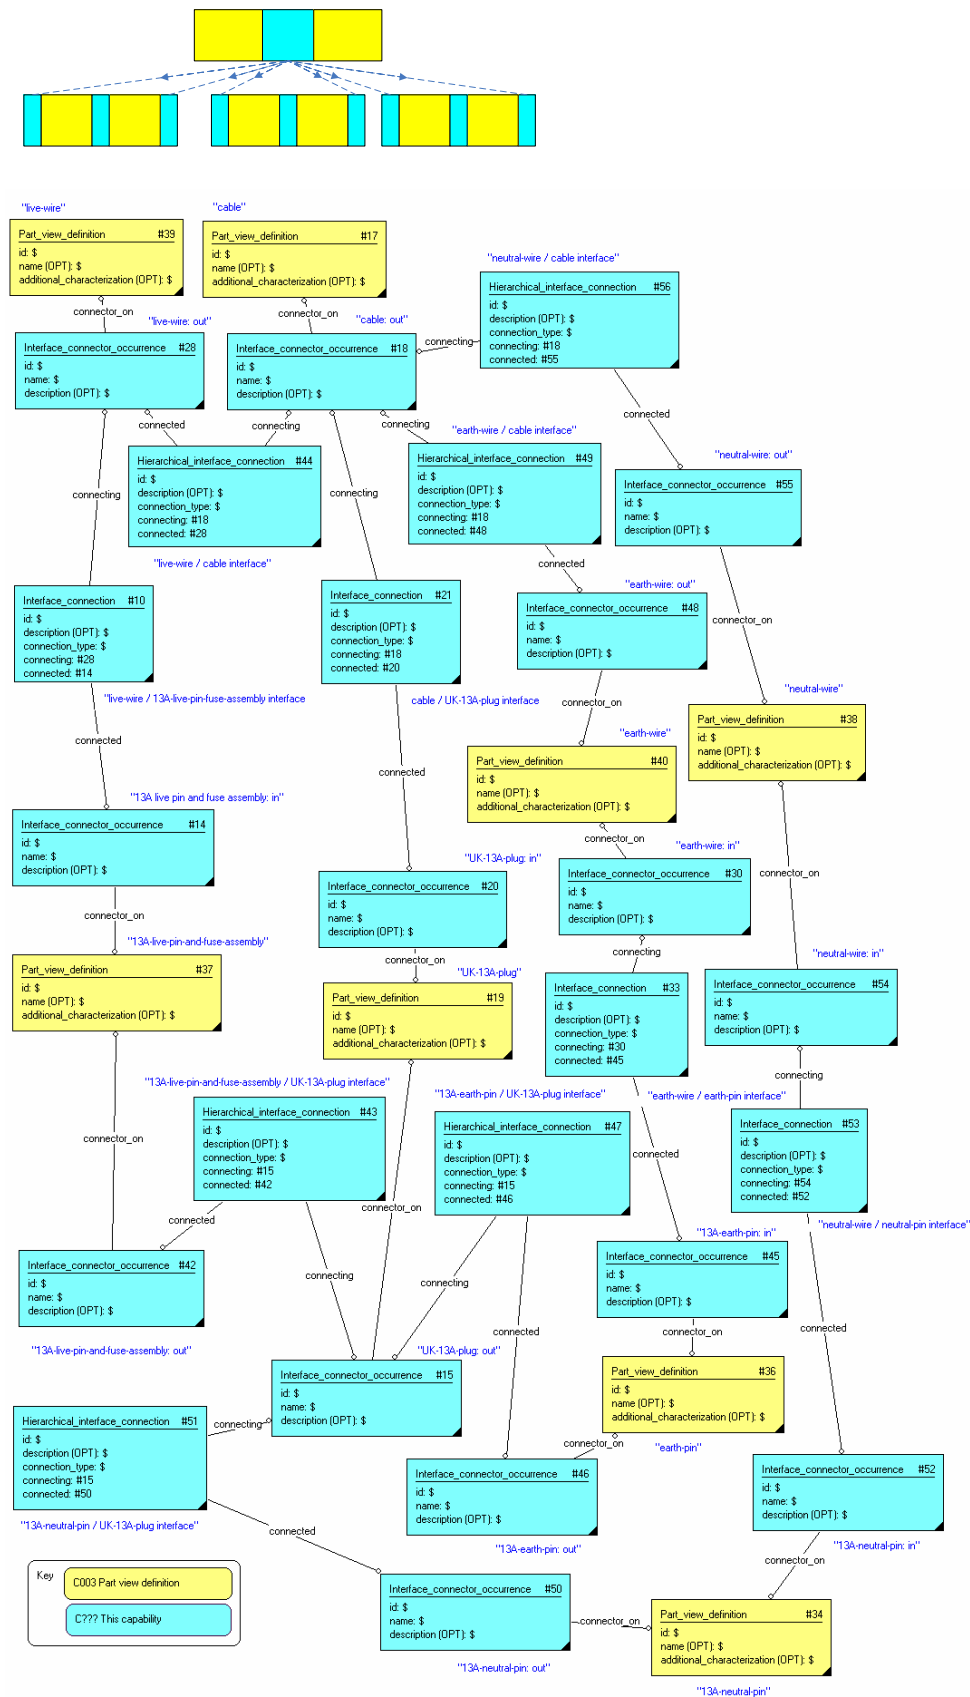 "live-wire"
Part_view_definition #39
id: $
name (OPT): $
additional_characterization (OPT): $
connector_on
"cable"
Part_view_definition #17
id: $
name (OPT): $
additional_characterization (OPT): $
connector_on
"neutral-wire / cable interface"
Hierarchical_interface_connection #56
id: $
description (OPT): $
connection_type: $
connecting: #18
connected: #55
"live-wire: out"
Interface_connector_occurrence #28
id: $
name: $
description (OPT): $
"cable: out"
Interface_connector_occurrence #18
id: $
name: $
description (OPT): $
connecting
connected
connected
connecting
connecting
"live-wire / cable interface"
Hierarchical_interface_connection #44
id: $
description (OPT): $
connection_type: $
connecting: #18
connected: #28
"earth-wire / cable interface"
Hierarchical_interface_connection #49
id: $
description (OPT): $
connection_type: $
connecting: #18
connected: #48
"neutral-wire: out"
Interface_connector_occurrence #55
id: $
name: $
description (OPT): $
connecting
connecting
connected
Interface_connection #10
id: $
description (OPT): $
connection_type: $
connecting: #28
connected: #14
"live-wire / 13A-live-pin-fuse-assembly interface
Interface_connection #21
id: $
description (OPT): $
connection_type: $
connecting: #18
connected: #20
cable / UK-13A-plug interface
"earth-wire: out"
Interface_connector_occurrence #48
id: $
name: $
description (OPT): $
connector_on
connector_on
"neutral-wire"
Part_view_definition #38
id: $
name (OPT): $
additional_characterization (OPT): $
connected
connected
"earth-wire"
Part_view_definition #40
id: $
name (OPT): $
additional_characterization (OPT): $
connector_on
"13A live pin and fuse assembly: in"
Interface_connector_occurrence #14
id: $
name: $
description (OPT): $
connector_on
"UK-13A-plug: in"
Interface_connector_occurrence #20
id: $
name: $
description (OPT): $
connector_on
"earth-wire: in"
Interface_connector_occurrence #30
id: $
name: $
description (OPT): $
connector_on
connecting
"13A-live-pin-and-fuse-assembly"
Part_view_definition #37
id: $
name (OPT): $
additional_characterization (OPT): $
"UK-13A-plug"
Part_view_definition #19
id: $
name (OPT): $
additional_characterization (OPT): $
Interface_connection #33
id: $
description (OPT): $
connection_type: $
connecting: #30
connected: #45
"earth-wire / earth-pin interface"
"neutral-wire: in"
Interface_connector_occurrence #54
id: $
name: $
description (OPT): $
connecting
"13A-live-pin-and-fuse-assembly / UK-13A-plug interface"
Hierarchical_interface_connection #43
id: $
description (OPT): $
connection_type: $
connecting: #15
connected: #42
"13A-earth-pin / UK-13A-plug interface"
Hierarchical_interface_connection #47
id: $
description (OPT): $
connection_type: $
connecting: #15
connected: #46
Interface_connection #53
id: $
description (OPT): $
connection_type: $
connecting: #54
connected: #52
"neutral-wire / neutral-pin interface"
connector_on
connected
connector_on
connected
connecting
connecting
connected
connected
Interface_connector_occurrence #42
id: $
name: $
description (OPT): $
"13A-live-pin-and-fuse-assembly: out"
"13A-earth-pin: in"
Interface_connector_occurrence #45
id: $
name: $
description (OPT): $
connector_on
"UK-13A-plug: out"
Interface_connector_occurrence #15
id: $
name: $
description (OPT): $
connecting
Part_view_definition #36
id: $
name (OPT): $
additional_characterization (OPT): $
"earth-pin"
connector_on
Hierarchical_interface_connection #51
id: $
description (OPT): $
connection_type: $
connecting: #15
connected: #50
"13A-neutral-pin / UK-13A-plug interface"
Interface_connector_occurrence #46
id: $
name: $
description (OPT): $
"13A-earth-pin: out"
Interface_connector_occurrence #52
id: $
name: $
description (OPT): $
"13A-neutral-pin: in"
connected
connector_on
Key
C003 Part view definition
C??? This capability
Interface_connector_occurrence #50
id: $
name: $
description (OPT): $
"13A-neutral-pin: out"
connector_on
Part_view_definition #34
id: $
name (OPT): $
additional_characterization (OPT): $
"13A-neutral-pin"